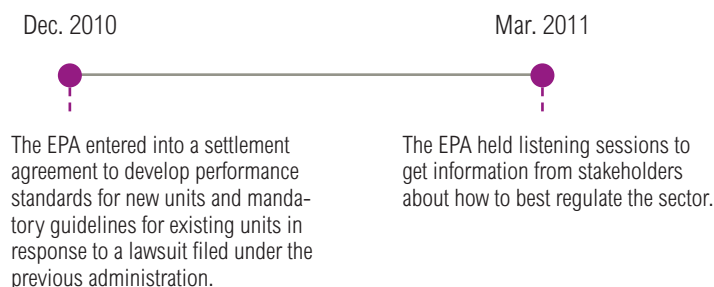 Dec. 2010
Mar. 2011
The EPA entered into a settlement
agreement to develop performance
standards for new units and manda-
tory guidelines for existing units in
response to a lawsuit filed under the
previous administration.
The EPA held listening sessions to
get information from stakeholders
about how to best regulate the sector.